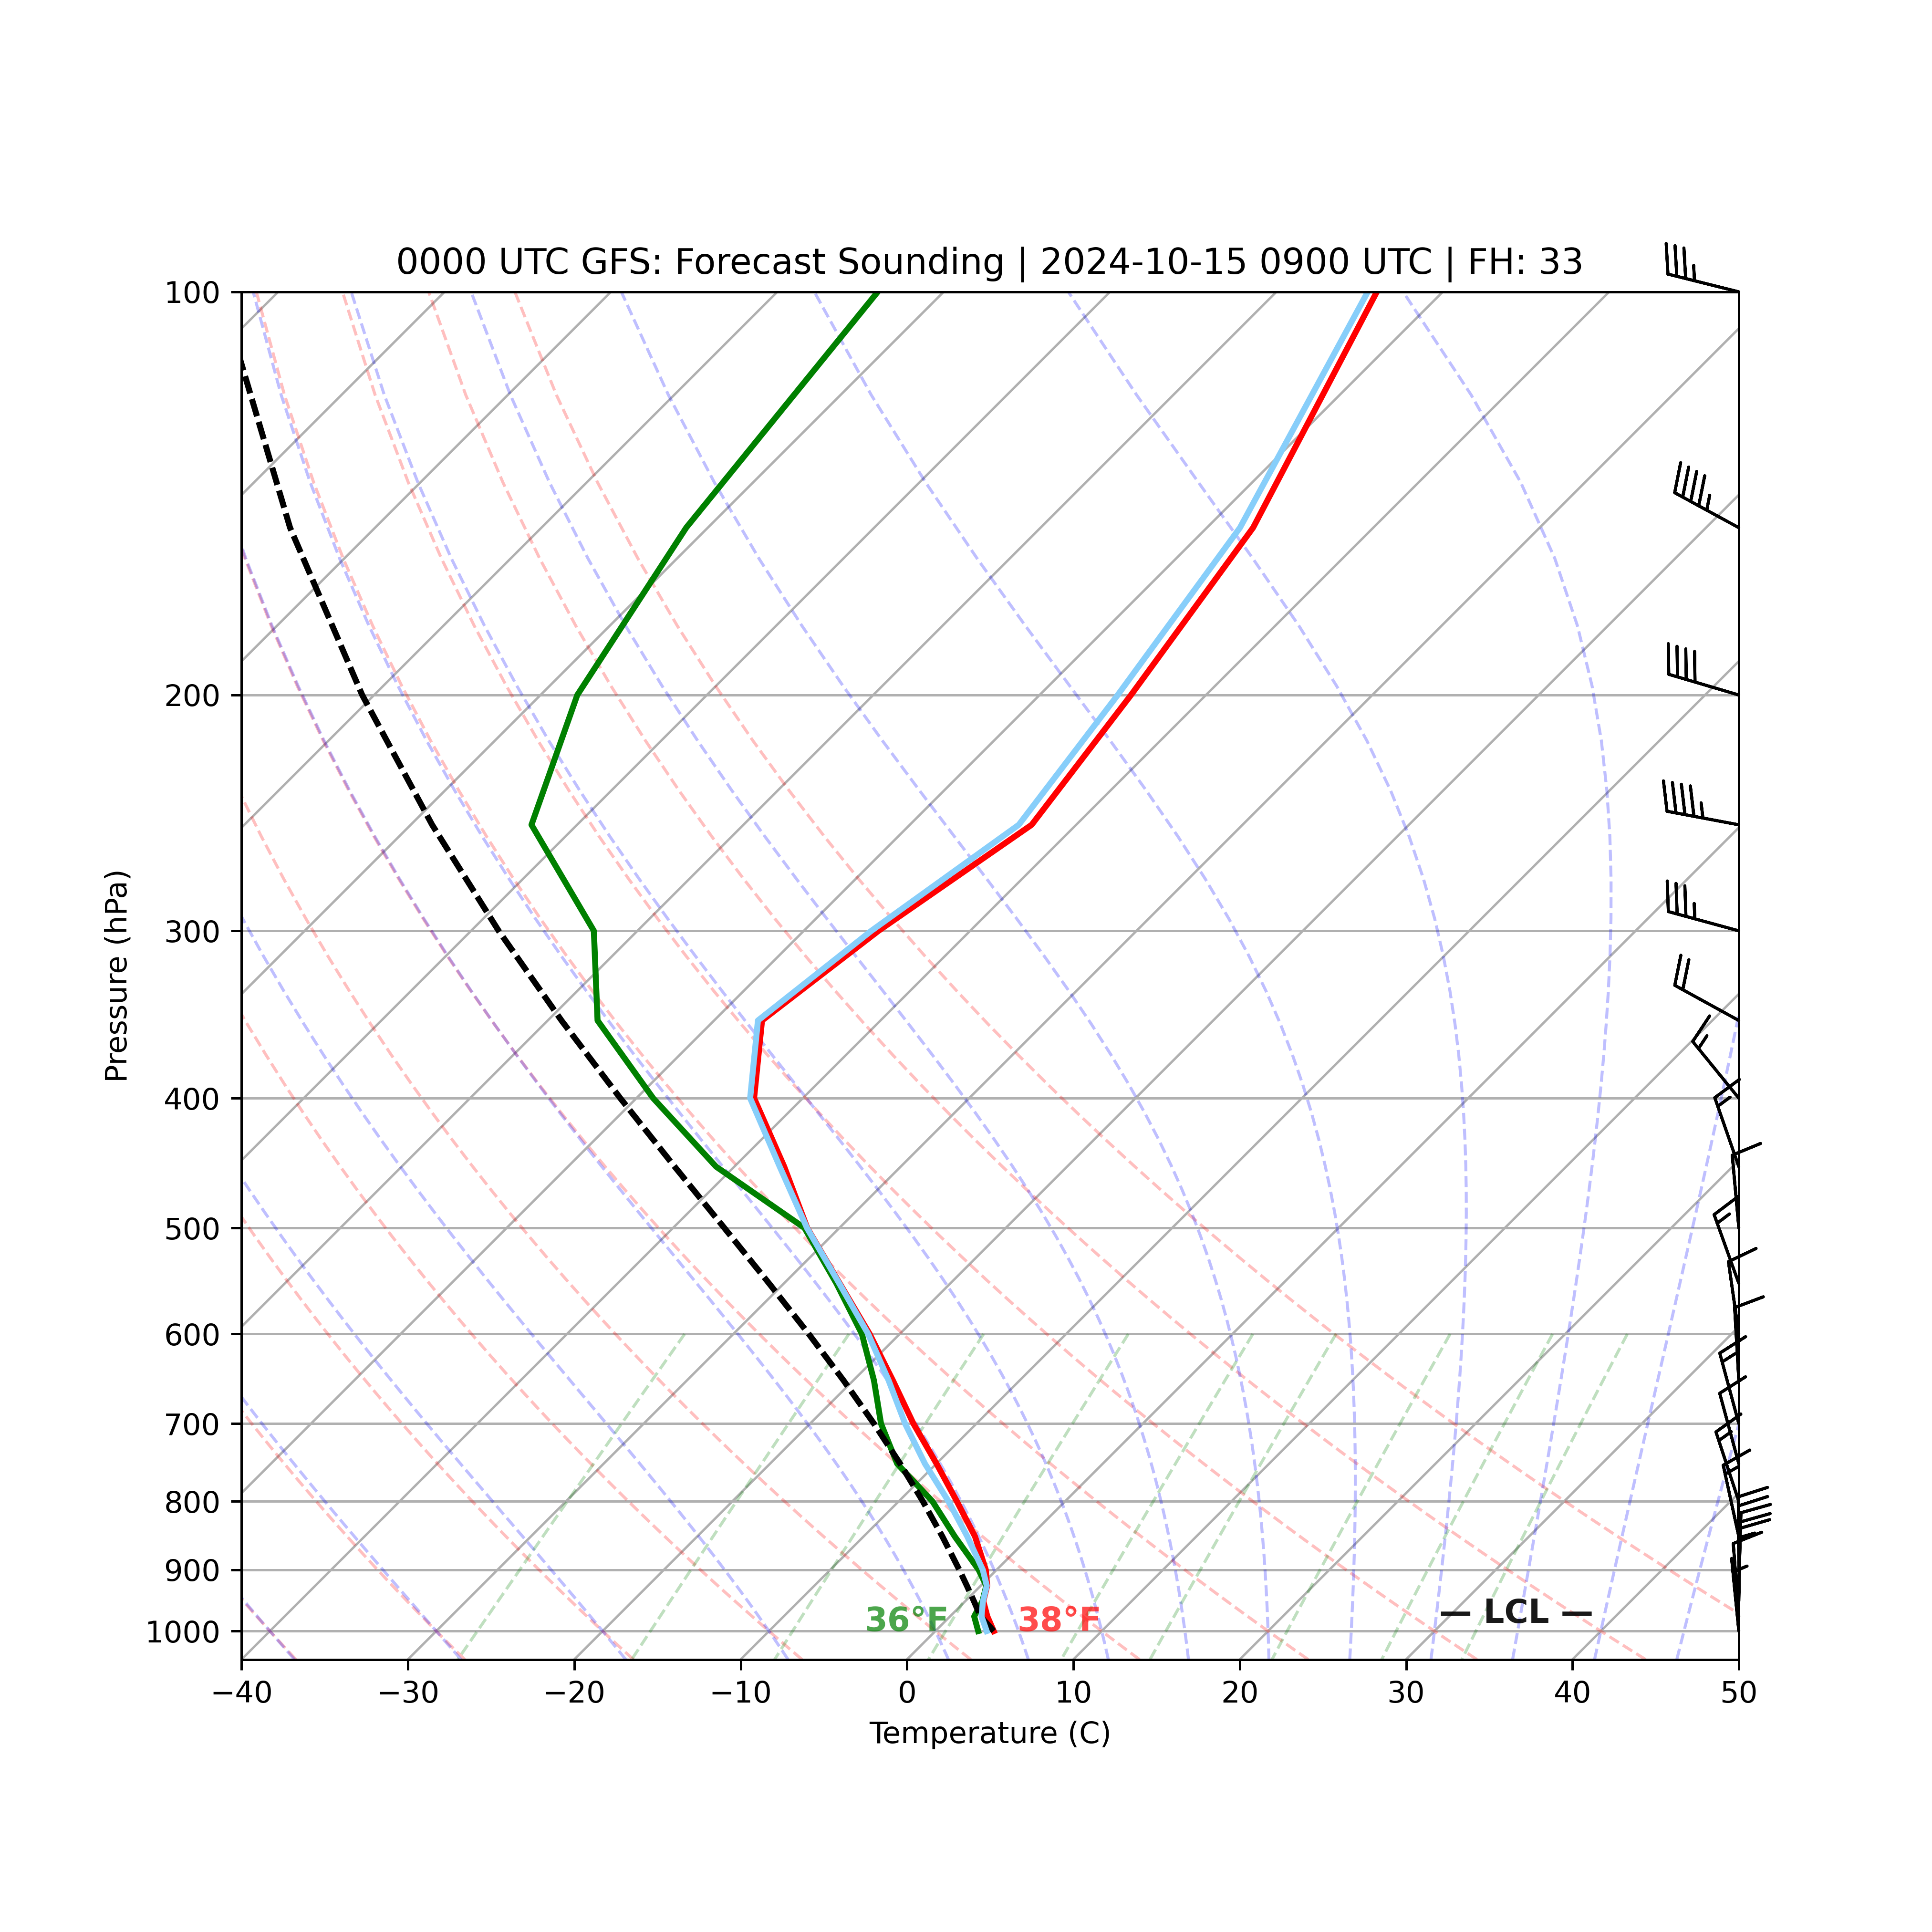 0000 UTC GFS: Forecast Sounding | 2024-10-15 0900 UTC | FH: 33
100
200
300
400
500
600
700
800
900
1000
Pressure (hPa)
36°F
38°F
— LCL —
−40 −30 −20 −10 0 10 20 30 40 50
Temperature (C)